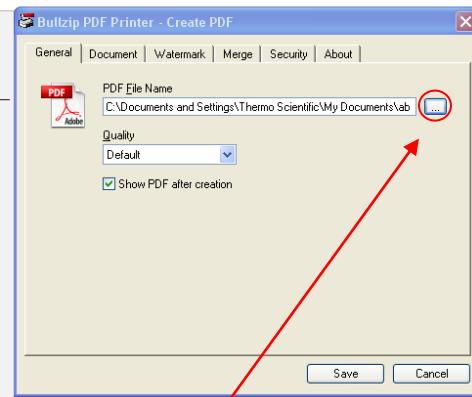 Bullzip PDF Printer - Create PDF
General Document Watermark Merge Security About
PDF Adobe
PDF File Name
C:\Documents and Settings\Thermo Scientific\My Documents\ab ...
Quality
Default
Show PDF after creation
Save Cancel